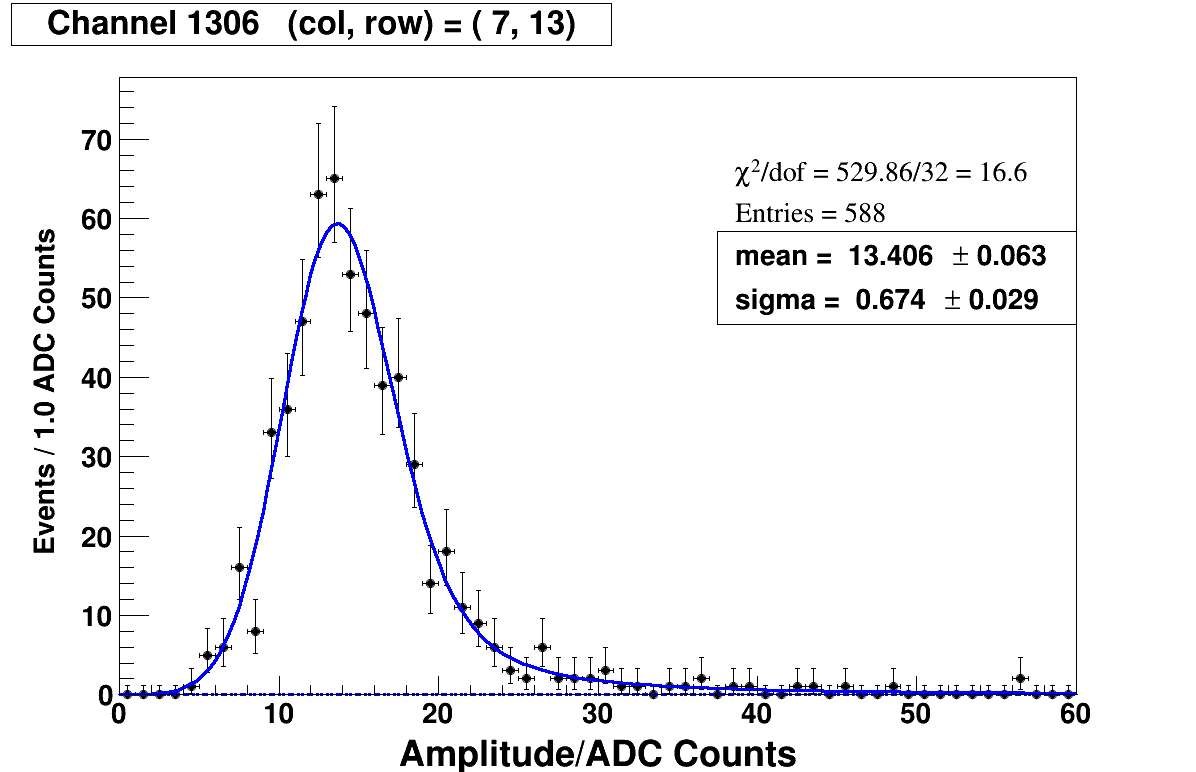 Channel 1306 (col, row) = ( 7, 13)
χ²/dof = 529.86/32 = 16.6
Entries = 588
mean = 13.406 ± 0.063
sigma = 0.674 ± 0.029
Events / 1.0 ADC Counts
70
60
50
40
30
20
10
0
0 10 20 30 40 50 60
Amplitude/ADC Counts